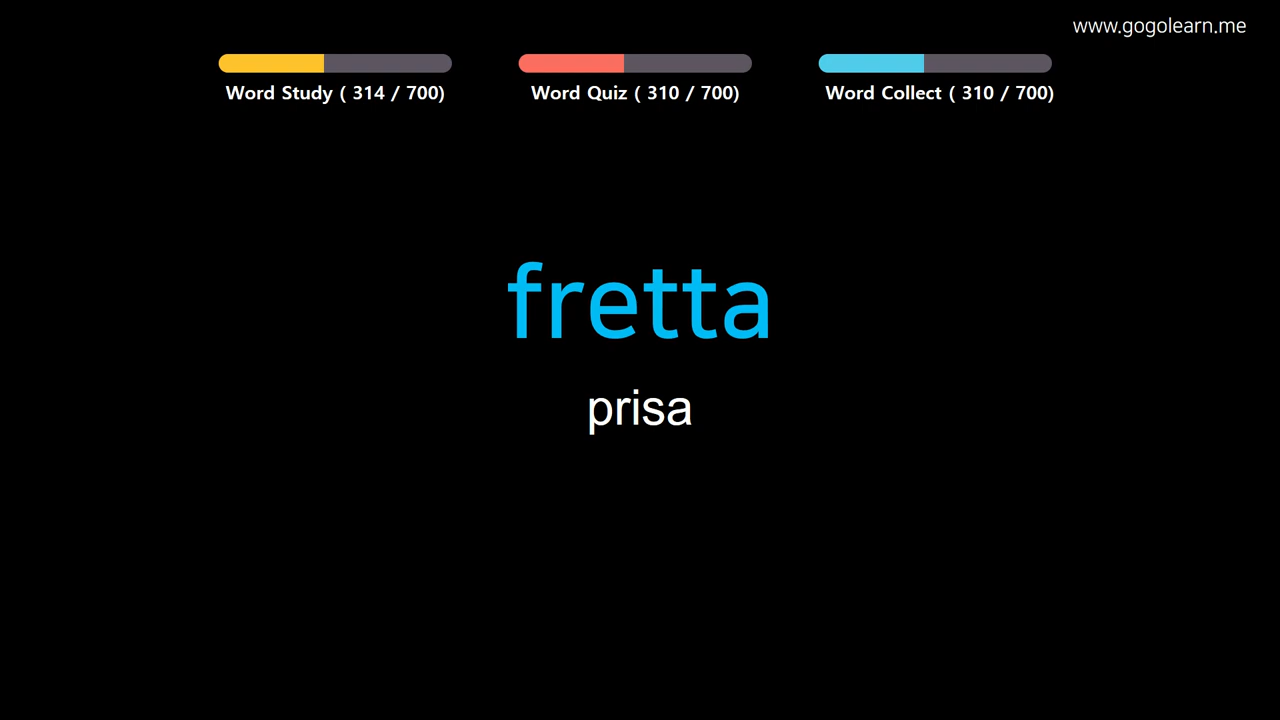 www.gogolearn.me
Word Study ( 314 / 700)
Word Quiz ( 310 / 700)
Word Collect ( 310 / 700)
fretta
prisa